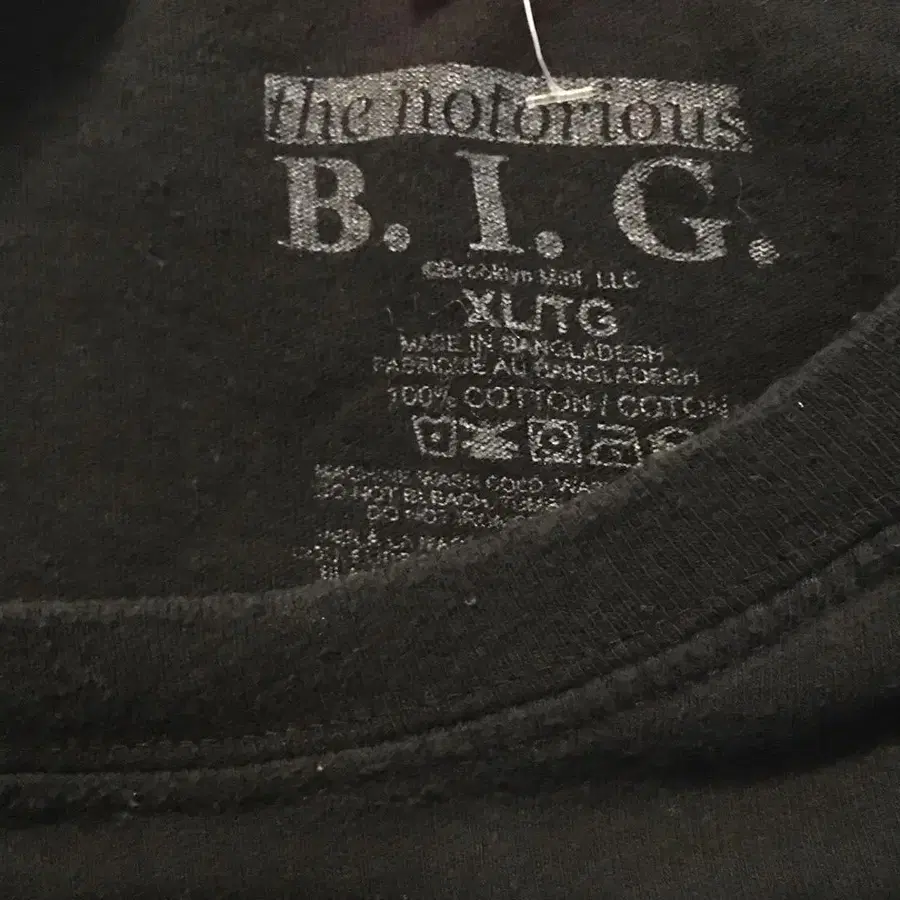 the notorious
B. I. G.
©Brooklyn Mint, LLC
XL/TG
MADE IN BANGLADESH
FABRIQUE AU BANGLADESH
100% COTTON / COTON
MACHINE WASH COLD
DO NOT BLEACH
DO NOT